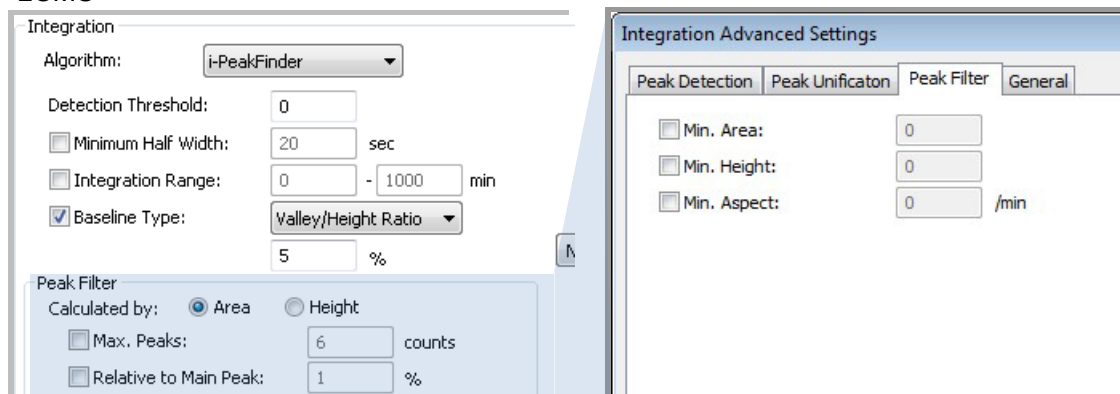 Integration
Algorithm: i-PeakFinder
Detection Threshold: 0
Minimum Half Width: 20 sec
Integration Range: 0 - 1000 min
Baseline Type: Valley/Height Ratio
5 %
Peak Filter
Calculated by: Area Height
Max. Peaks: 6 counts
Relative to Main Peak: 1 %
Integration Advanced Settings
Peak Detection Peak Unificaton Peak Filter General
Min. Area: 0
Min. Height: 0
Min. Aspect: 0 /min